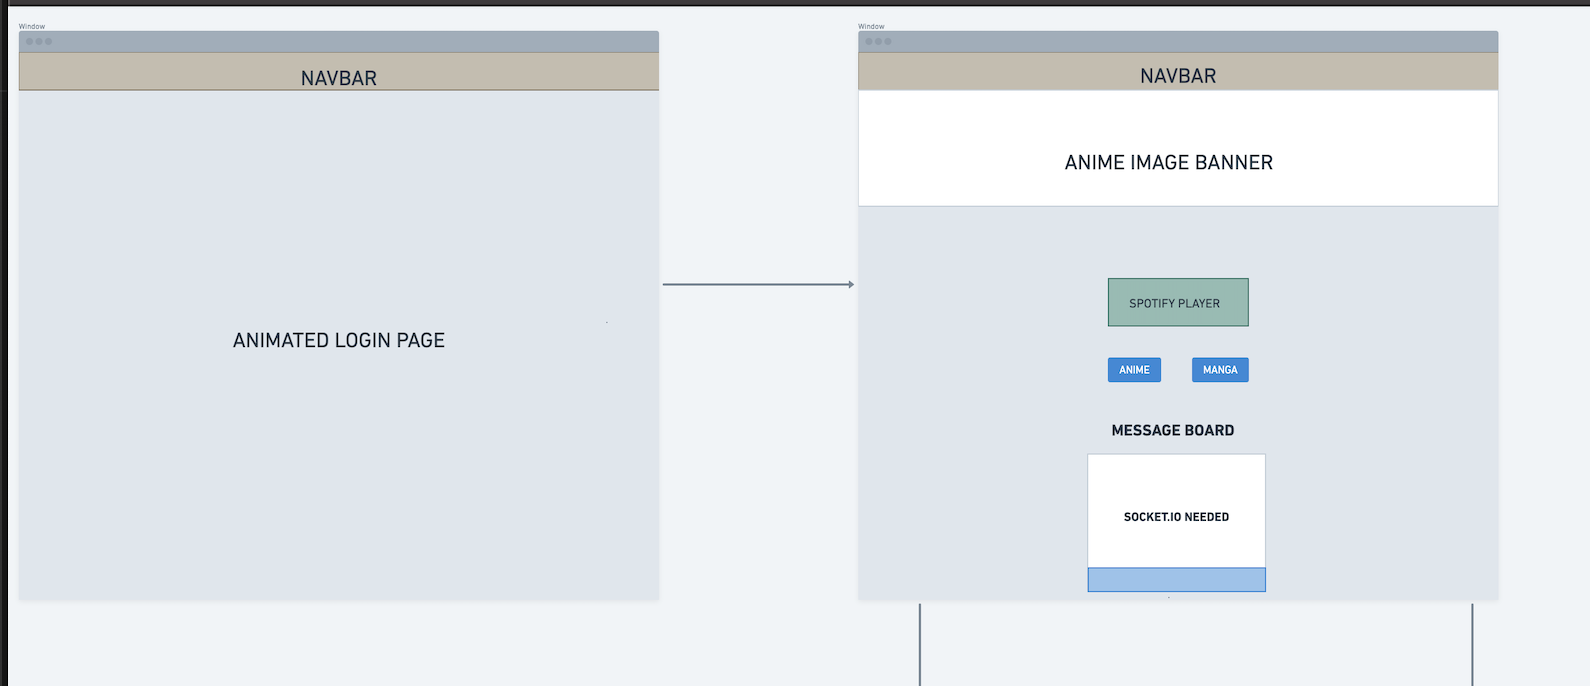 Window
NAVBAR
ANIMATED LOGIN PAGE
Window
NAVBAR
ANIME IMAGE BANNER
SPOTIFY PLAYER
ANIME
MANGA
MESSAGE BOARD
SOCKET.IO NEEDED